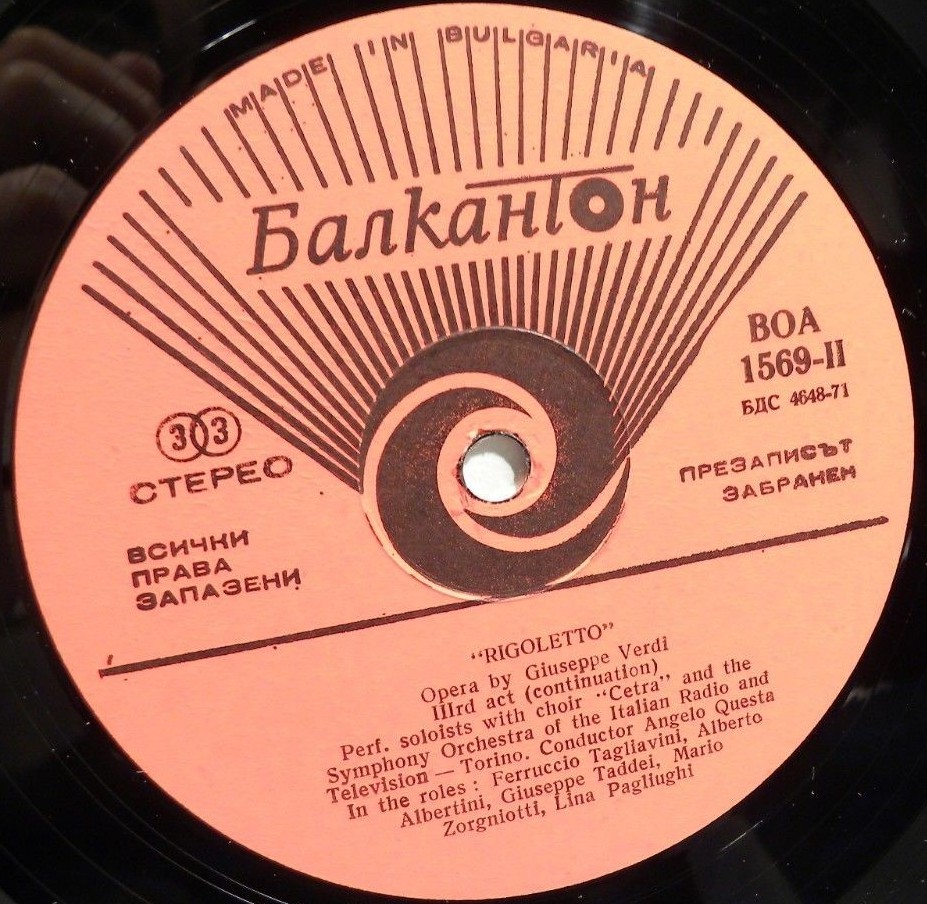 MADE IN BULGARIA
Балкантон
ВОА
1569-II
БДС 4648-71
33
СТЕРЕО
ПРЕЗАПИСЪТ
ЗАБРАНЕН
ВСИЧКИ
ПРАВА
ЗАПАЗЕНИ
“RIGOLETTO”
Opera by Giuseppe Verdi
IIIrd act (continuation)
Perf. soloists with choir “Cetra” and the
Symphony Orchestra of the Italian Radio and
Television — Torino. Conductor Angelo Questa
In the roles : Ferruccio Tagliavini, Alberto
Albertini, Giuseppe Taddei, Mario
Zorgniotti, Lina Pagliughi